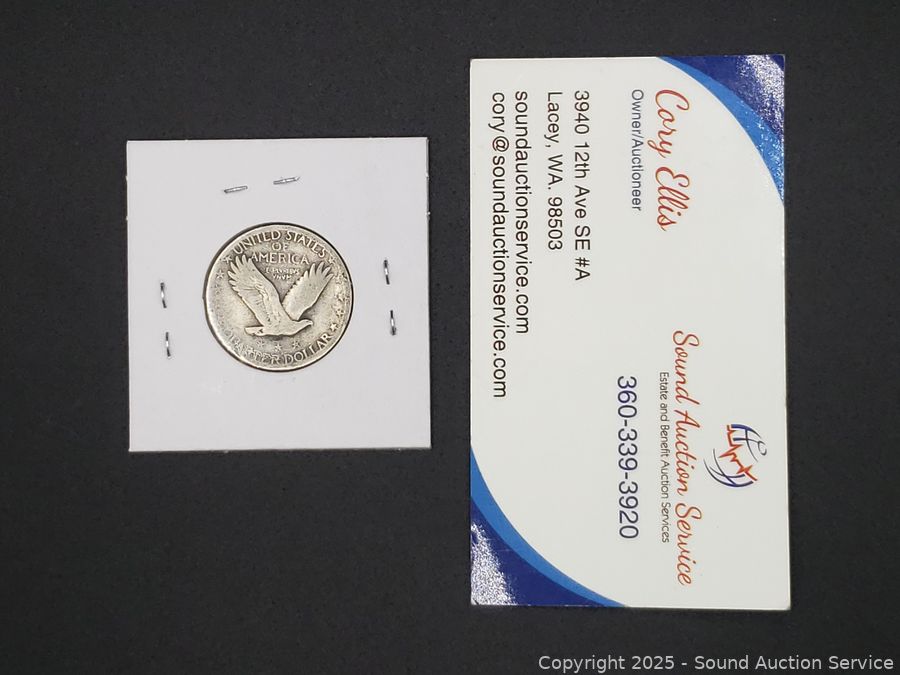 UNITED STATES
OF
AMERICA
E PLURIBUS
UNUM
QUARTER DOLLAR
Cory Ellis
Owner/Auctioneer
3940 12th Ave SE #A
Lacey, WA. 98503
soundauctionservice.com
cory@soundauctionservice.com
Sound Auction Service
Estate and Benefit Auction Services
360-339-3920
Copyright 2025 - Sound Auction Service